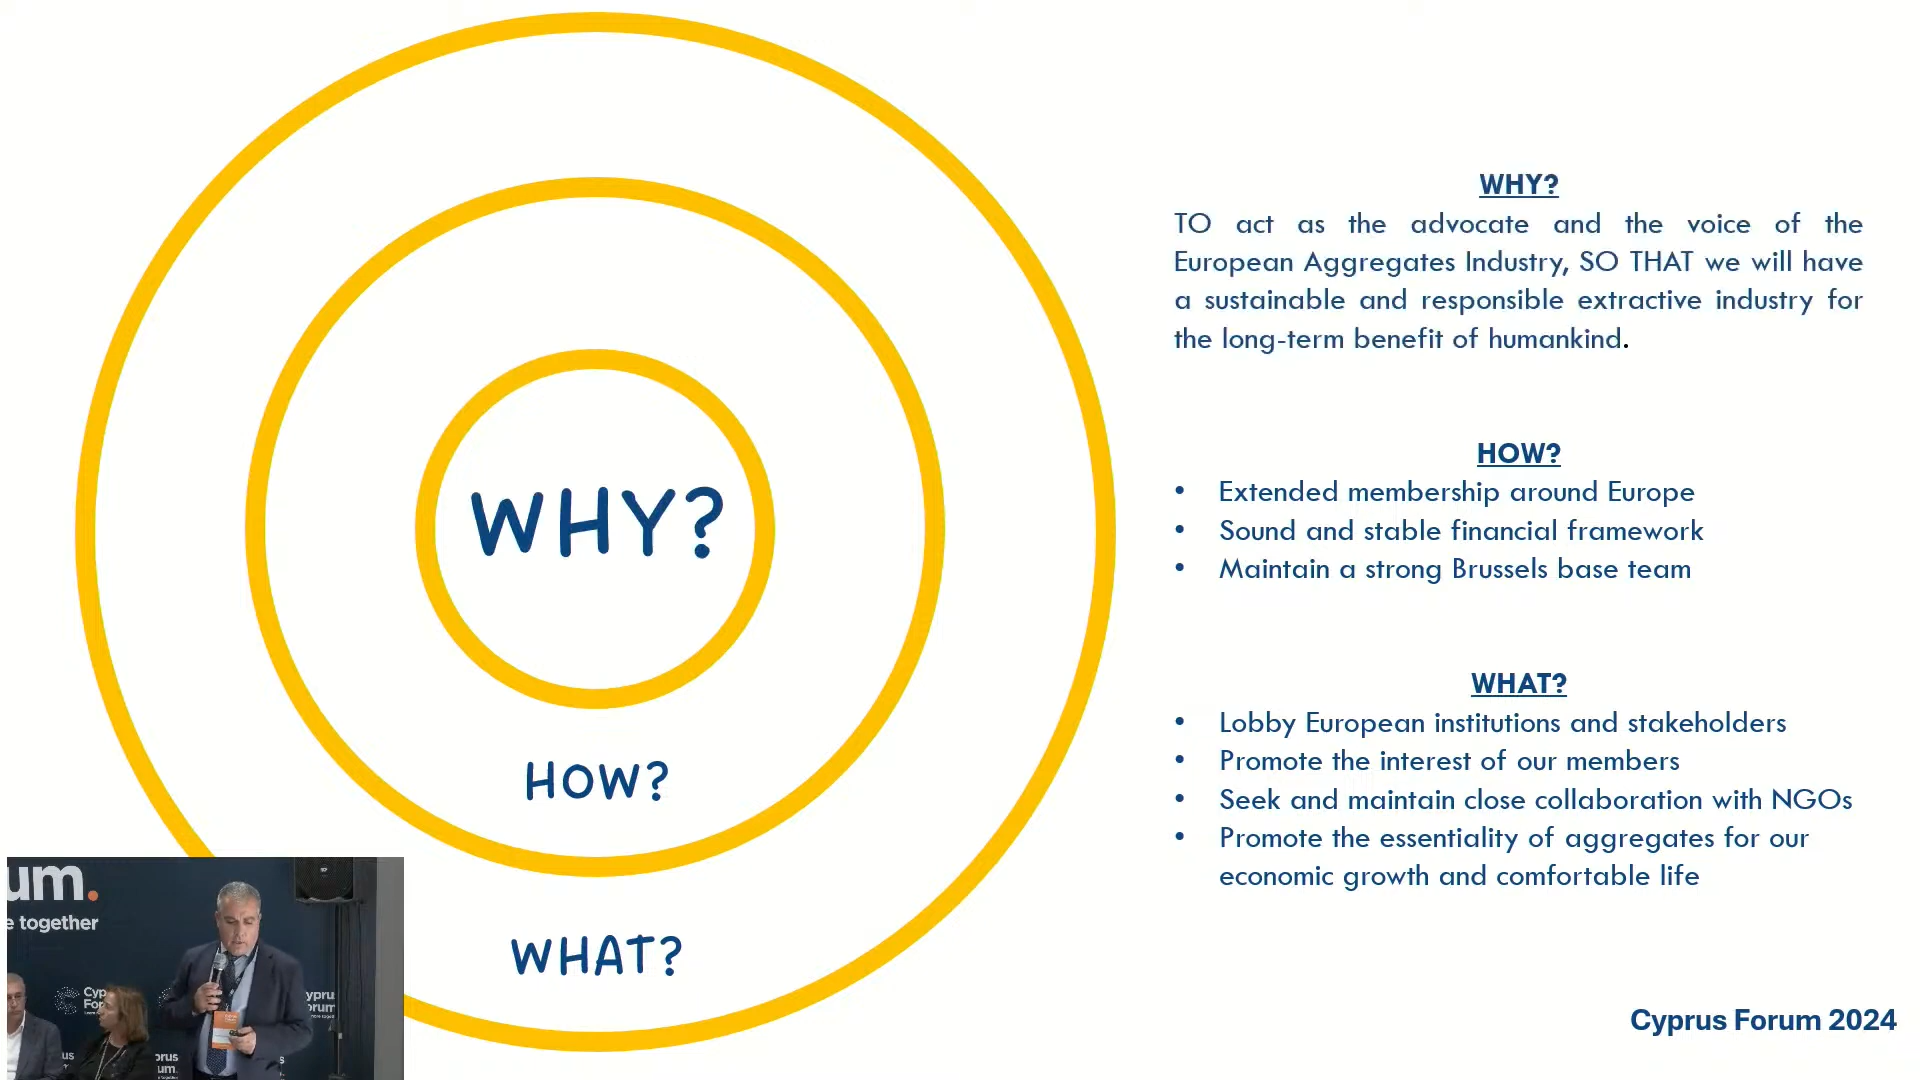 WHY?
HOW?
WHAT?
WHY?
TO act as the advocate and the voice of the
European Aggregates Industry, SO THAT we will have
a sustainable and responsible extractive industry for
the long-term benefit of humankind.
HOW?
• Extended membership around Europe
• Sound and stable financial framework
• Maintain a strong Brussels base team
WHAT?
• Lobby European institutions and stakeholders
• Promote the interest of our members
• Seek and maintain close collaboration with NGOs
• Promote the essentiality of aggregates for our
economic growth and comfortable life
um.
e together
Cyprus Forum 2024